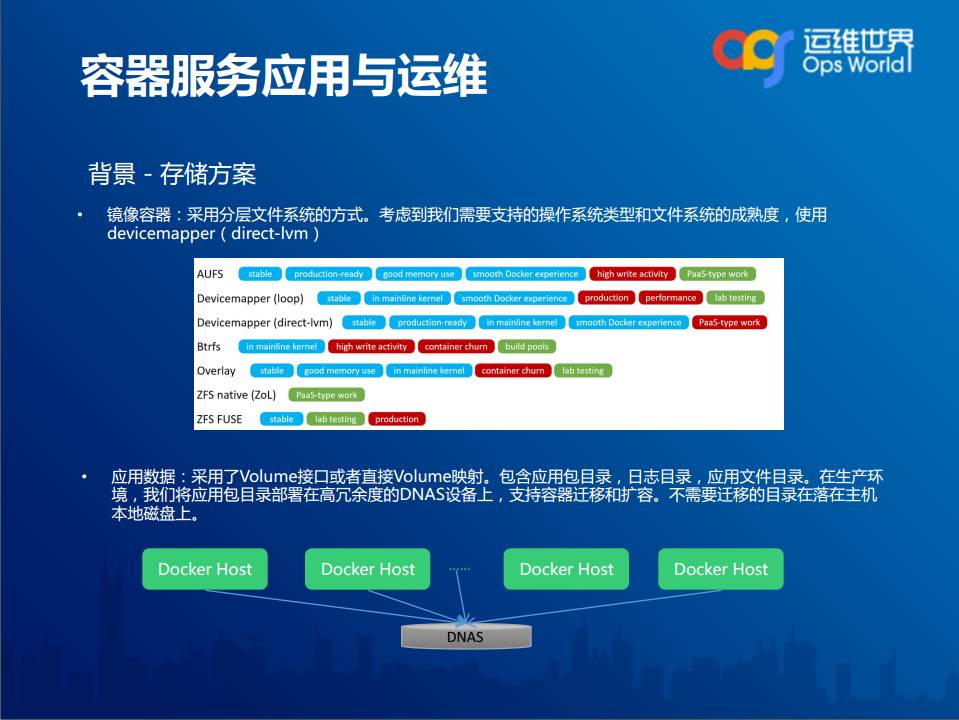 容器服务应用与运维
运维世界
Ops World
背景 - 存储方案
• 镜像容器：采用分层文件系统的方式。考虑到我们需要支持的操作系统类型和文件系统的成熟度，使用
devicemapper（direct-lvm）
AUFS stable production-ready good memory use smooth Docker experience high write activity PaaS-type work
Devicemapper (loop) stable in mainline kernel smooth Docker experience production performance lab testing
Devicemapper (direct-lvm) stable production-ready in mainline kernel smooth Docker experience PaaS-type work
Btrfs in mainline kernel high write activity container churn build pools
Overlay stable good memory use in mainline kernel container churn lab testing
ZFS native (ZoL) PaaS-type work
ZFS FUSE stable lab testing production
• 应用数据：采用了Volume接口或者直接Volume映射。包含应用包目录，日志目录，应用文件目录。在生产环
境，我们将应用包目录部署在高冗余度的DNAS设备上，支持容器迁移和扩容。不需要迁移的目录在落在主机
本地磁盘上。
Docker Host Docker Host ...... Docker Host Docker Host
DNAS